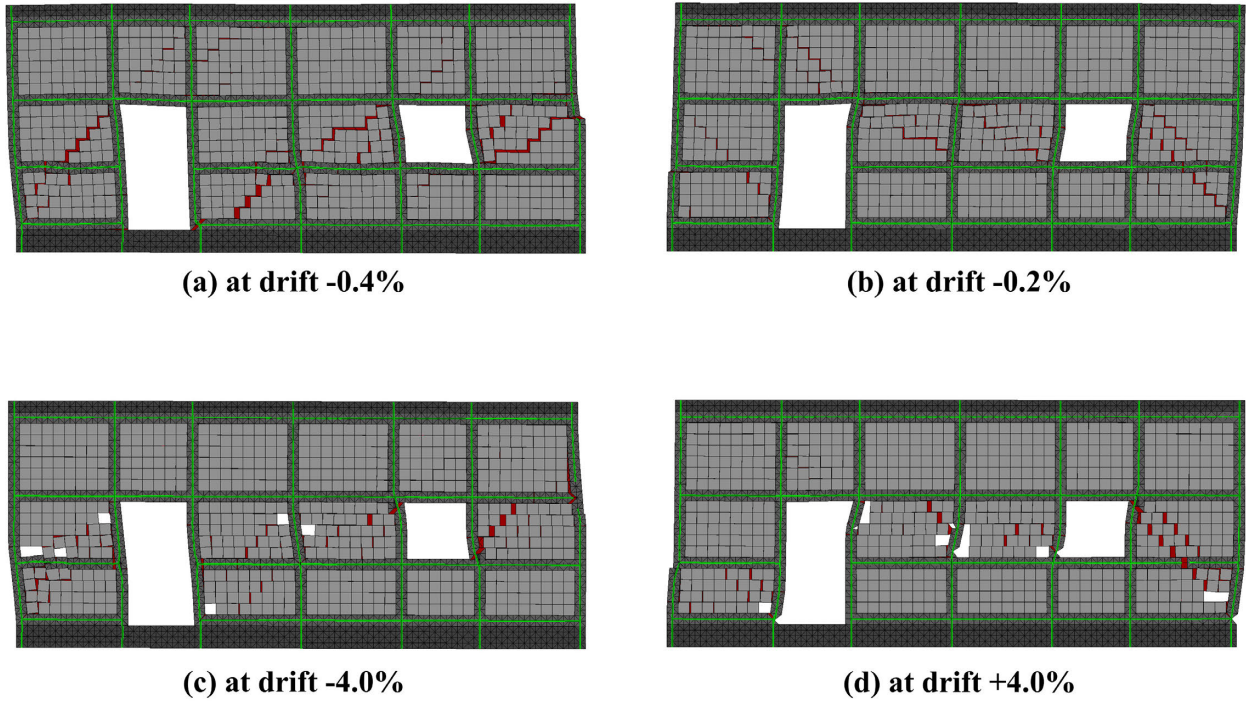 (a) at drift -0.4%
(b) at drift -0.2%
(c) at drift -4.0%
(d) at drift +4.0%